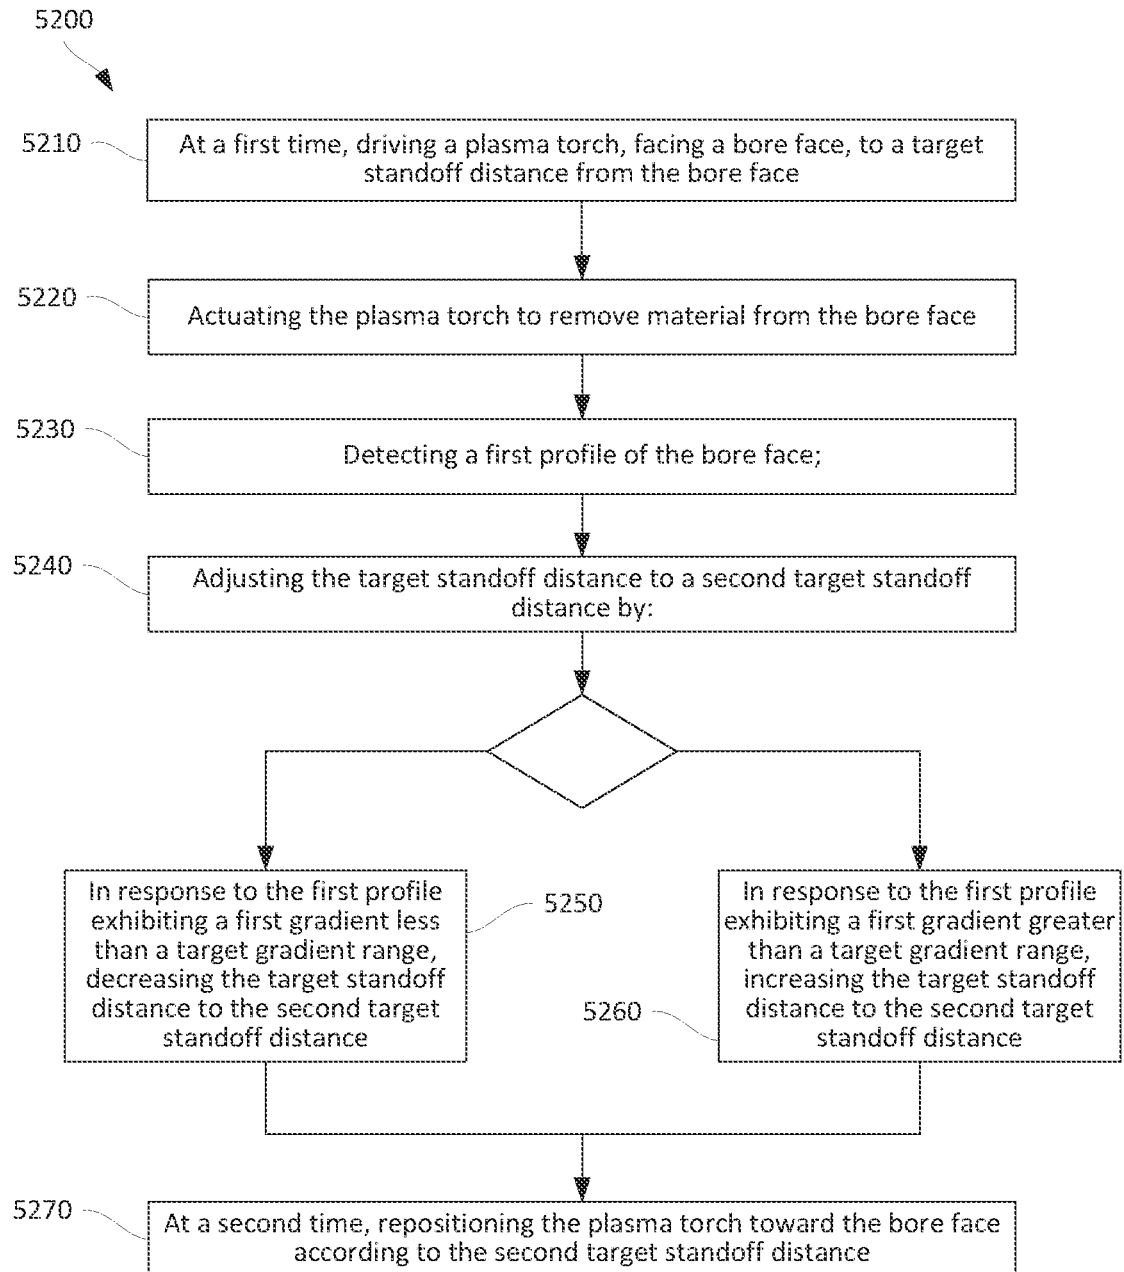 5200
5210
At a first time, driving a plasma torch, facing a bore face, to a target
standoff distance from the bore face
5220
Actuating the plasma torch to remove material from the bore face
5230
Detecting a first profile of the bore face;
5240
Adjusting the target standoff distance to a second target standoff
distance by:
In response to the first profile
exhibiting a first gradient less
than a target gradient range,
decreasing the target standoff
distance to the second target
standoff distance
5250
In response to the first profile
exhibiting a first gradient greater
than a target gradient range,
increasing the target standoff
distance to the second target
standoff distance
5260
5270
At a second time, repositioning the plasma torch toward the bore face
according to the second target standoff distance